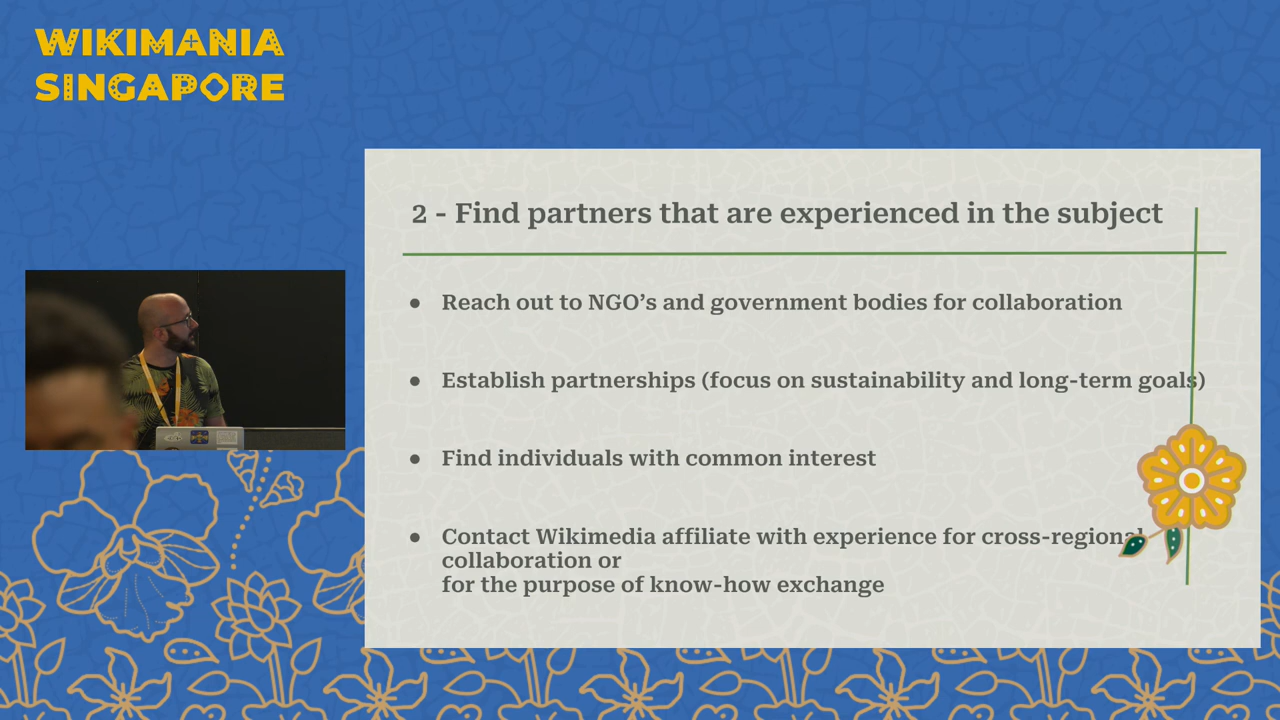 WIKIMANIA
SINGAPORE
2 - Find partners that are experienced in the subject
● Reach out to NGO’s and government bodies for collaboration
● Establish partnerships (focus on sustainability and long-term goals)
● Find individuals with common interest
● Contact Wikimedia affiliate with experience for cross-regional
collaboration or
for the purpose of know-how exchange